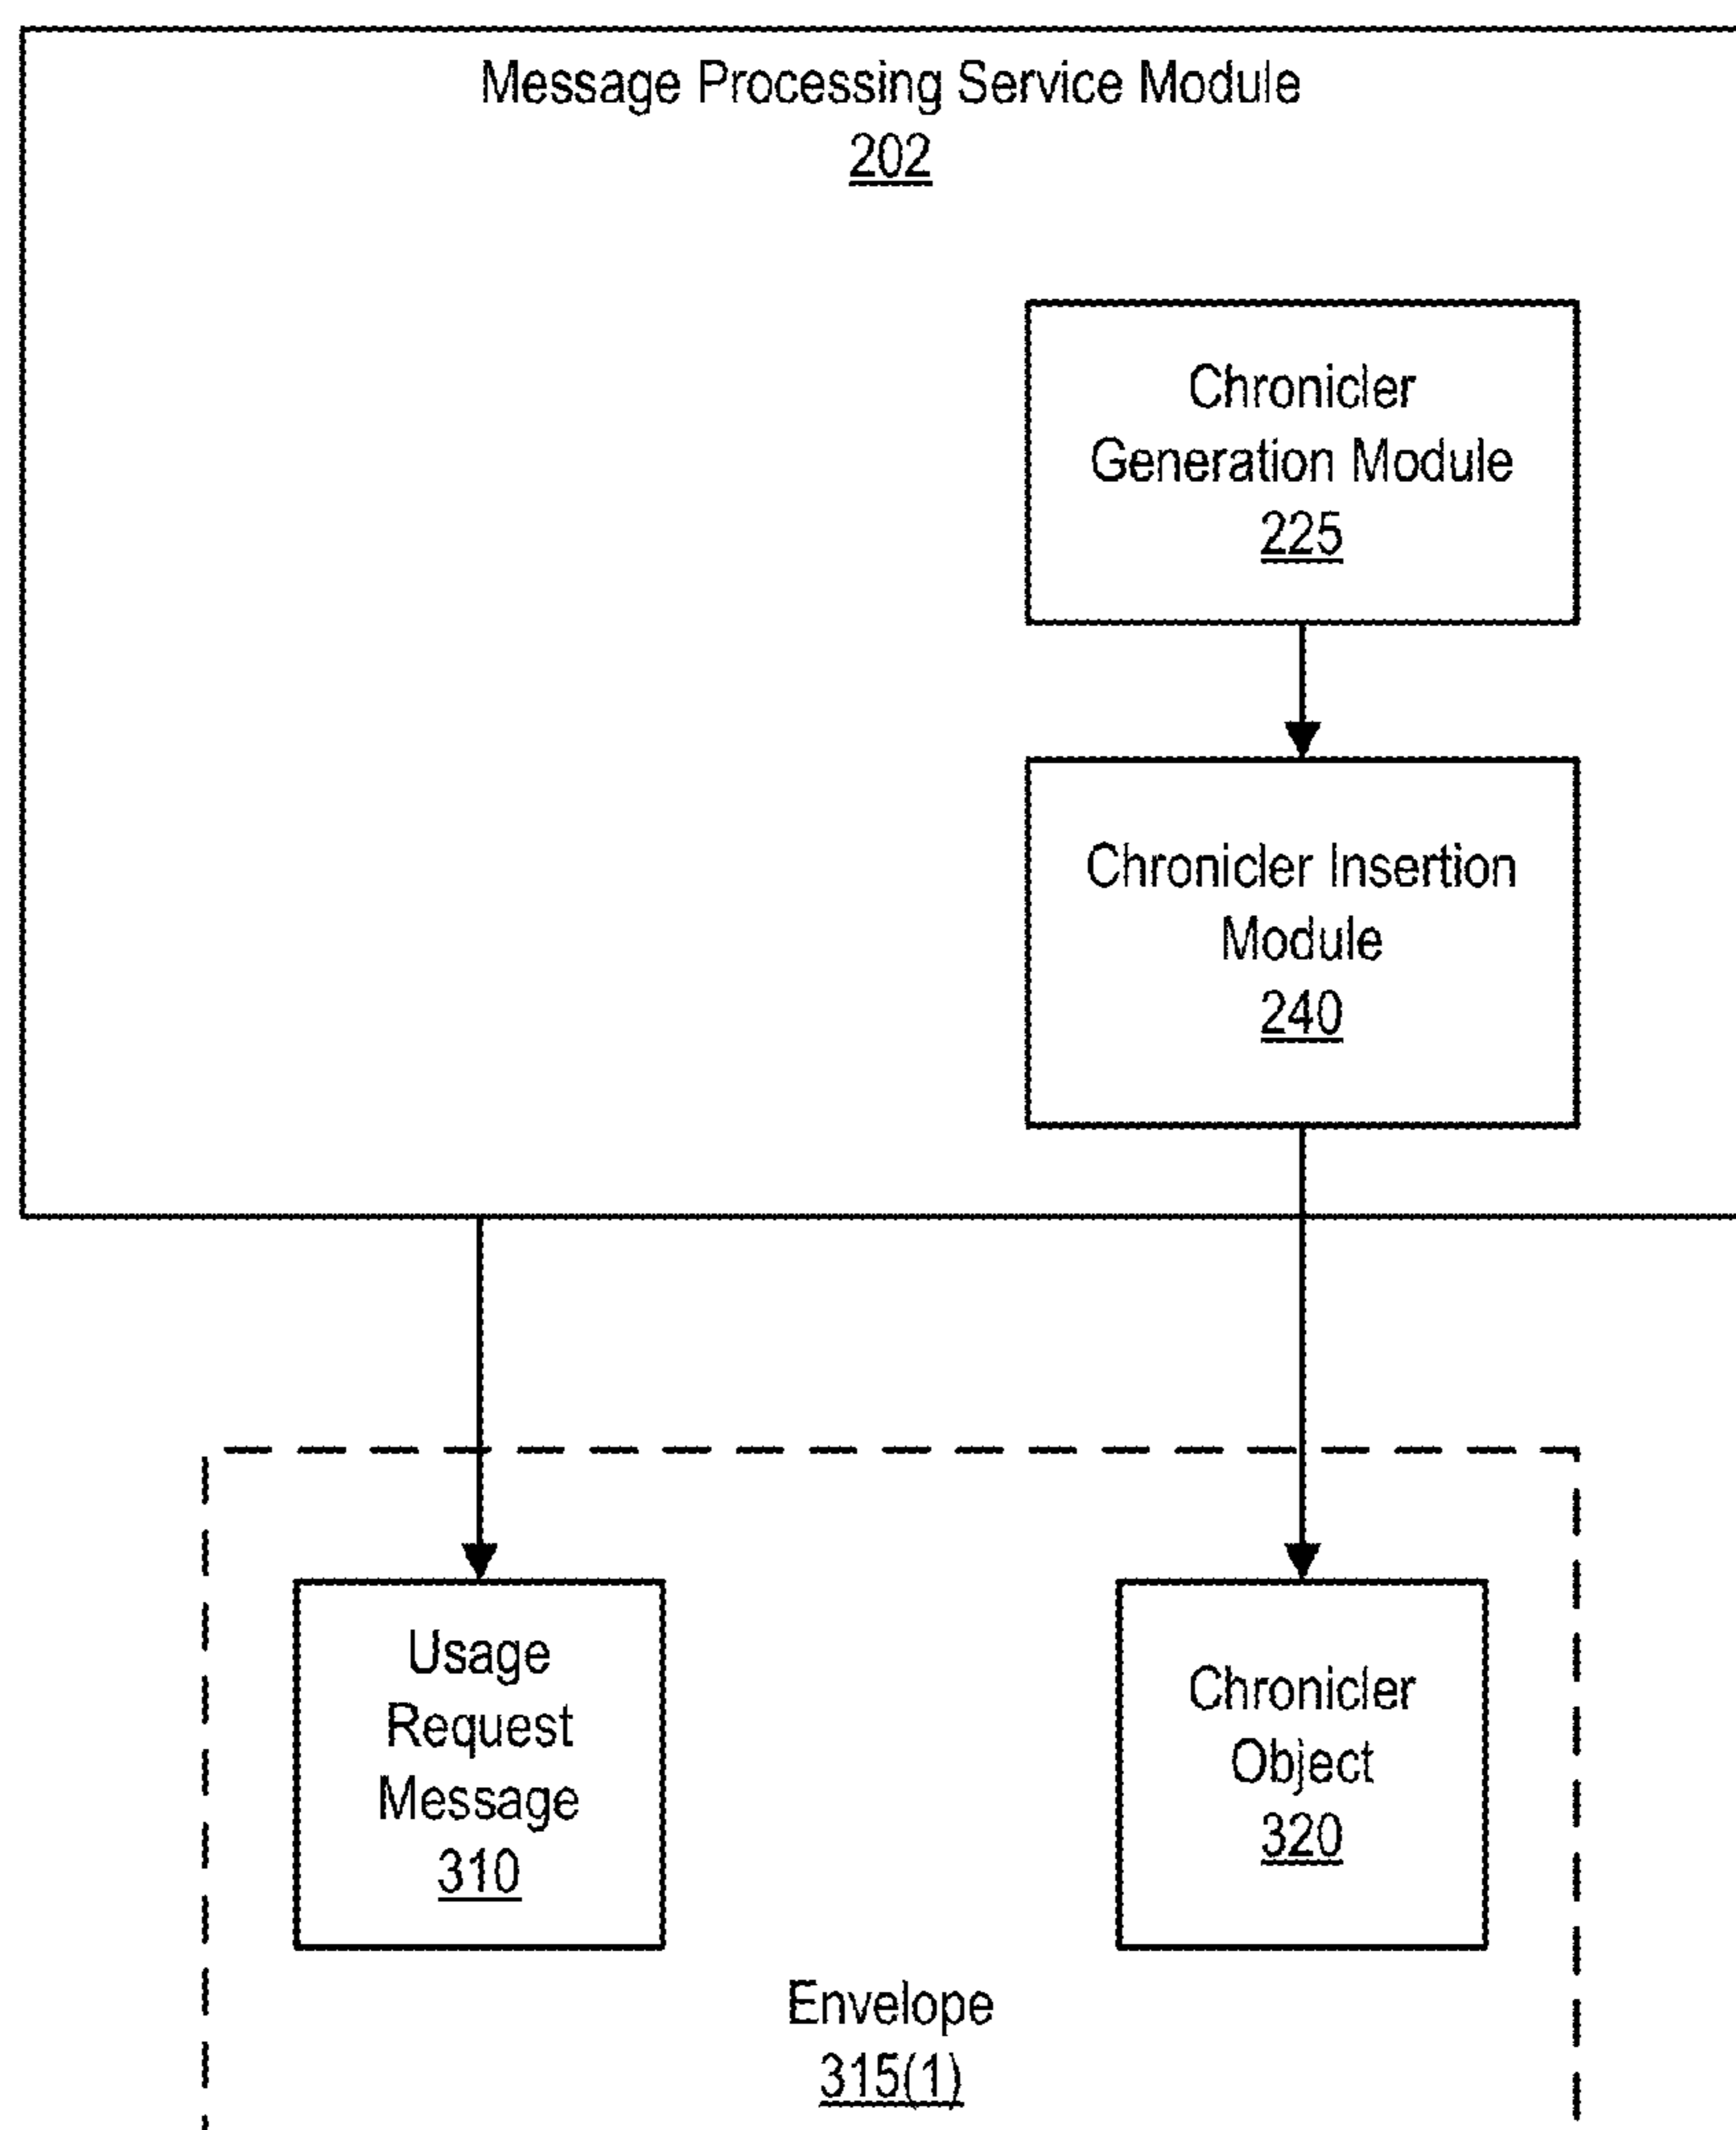 Message Processing Service Module
202
Chronicler
Generation Module
225
Chronicler Insertion
Module
240
Usage
Request
Message
310
Chronicler
Object
320
Envelope
315(1)